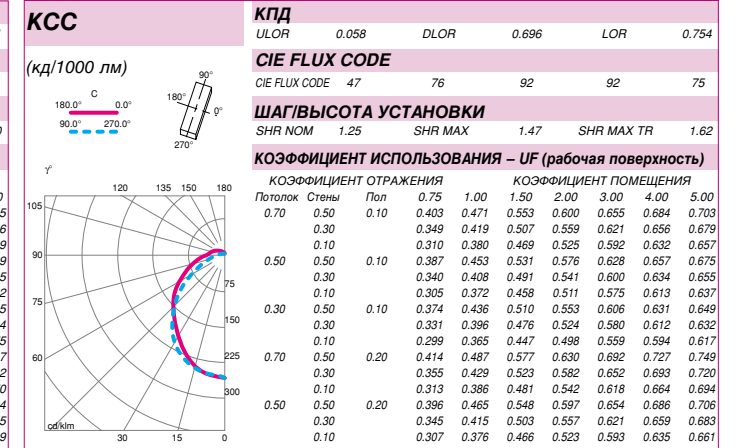 КСС
(кд/1000 лм)
C
180.0° 0.0°
90.0° 270.0°
90°
180° 0°
270°
γ°
120 135 150 180
105
90
75
60
75
150
225
300
cd/klm
30 15 0
КПД
ULOR 0.058 DLOR 0.696 LOR 0.754
CIE FLUX CODE
CIE FLUX CODE 47 76 92 92 75
ШАГ/ВЫСОТА УСТАНОВКИ
SHR NOM 1.25 SHR MAX 1.47 SHR MAX TR 1.62
КОЭФФИЦИЕНТ ИСПОЛЬЗОВАНИЯ – UF (рабочая поверхность)
КОЭФФИЦИЕНТ ОТРАЖЕНИЯ КОЭФФИЦИЕНТ ПОМЕЩЕНИЯ
Потолок Стены Пол 0.75 1.00 1.50 2.00 3.00 4.00 5.00
0.70 0.50 0.10 0.403 0.471 0.553 0.600 0.655 0.684 0.703
0.30 0.349 0.419 0.507 0.559 0.621 0.656 0.679
0.10 0.310 0.380 0.469 0.525 0.592 0.632 0.657
0.50 0.50 0.10 0.387 0.453 0.531 0.576 0.628 0.657 0.675
0.30 0.340 0.408 0.491 0.541 0.600 0.634 0.655
0.10 0.305 0.372 0.458 0.511 0.575 0.613 0.637
0.30 0.50 0.10 0.374 0.436 0.510 0.553 0.606 0.631 0.649
0.30 0.331 0.396 0.476 0.524 0.580 0.612 0.632
0.10 0.299 0.365 0.447 0.498 0.559 0.594 0.617
0.70 0.50 0.20 0.414 0.487 0.577 0.630 0.692 0.727 0.749
0.30 0.355 0.429 0.523 0.582 0.652 0.693 0.720
0.10 0.313 0.386 0.481 0.542 0.618 0.664 0.694
0.50 0.50 0.20 0.396 0.465 0.548 0.597 0.654 0.686 0.706
0.30 0.345 0.415 0.503 0.557 0.621 0.659 0.683
0.10 0.307 0.376 0.466 0.523 0.593 0.635 0.661